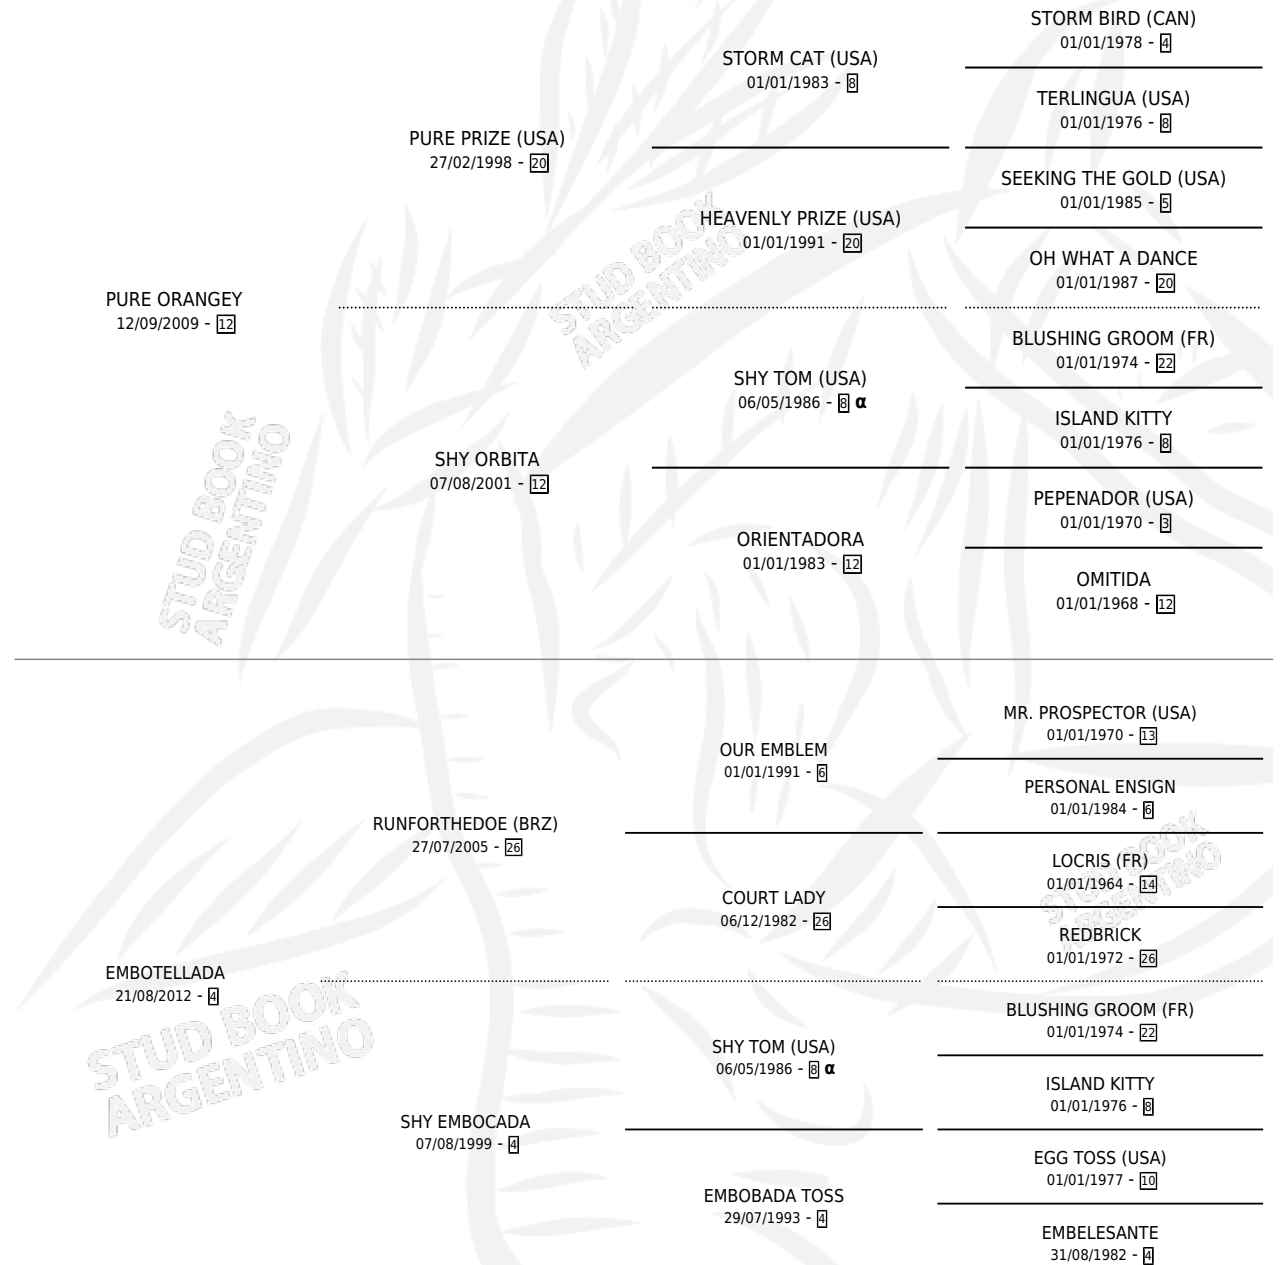 STORM BIRD (CAN)
01/01/1978 - 4
STORM CAT (USA)
01/01/1983 - 8
TERLINGUA (USA)
01/01/1976 - 8
PURE PRIZE (USA)
27/02/1998 - 20
SEEKING THE GOLD (USA)
01/01/1985 - 5
HEAVENLY PRIZE (USA)
01/01/1991 - 20
OH WHAT A DANCE
01/01/1987 - 20
PURE ORANGEY
12/09/2009 - 12
BLUSHING GROOM (FR)
01/01/1974 - 22
SHY TOM (USA)
06/05/1986 - 8 α
ISLAND KITTY
01/01/1976 - 8
SHY ORBITA
07/08/2001 - 12
PEPENADOR (USA)
01/01/1970 - 3
ORIENTADORA
01/01/1983 - 12
OMITIDA
01/01/1968 - 12
MR. PROSPECTOR (USA)
01/01/1970 - 13
OUR EMBLEM
01/01/1991 - 6
PERSONAL ENSIGN
01/01/1984 - 6
RUNFORTHEDOE (BRZ)
27/07/2005 - 26
LOCRIS (FR)
01/01/1964 - 14
COURT LADY
06/12/1982 - 26
REDBRICK
01/01/1972 - 26
EMBOTELLADA
21/08/2012 - 4
BLUSHING GROOM (FR)
01/01/1974 - 22
SHY TOM (USA)
06/05/1986 - 8 α
ISLAND KITTY
01/01/1976 - 8
SHY EMBOCADA
07/08/1999 - 4
EGG TOSS (USA)
01/01/1977 - 10
EMBOBADA TOSS
29/07/1993 - 4
EMBELESANTE
31/08/1982 - 4
STUD BOOK
ARGENTINO
STUD BOOK
ARGENTINO
STUD BOOK
ARGENTINO
STUD BOOK
ARGENTINO